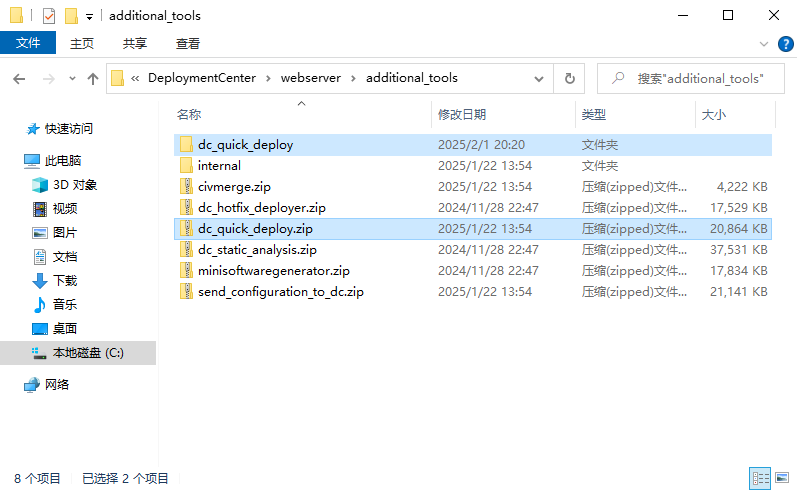 additional_tools
文件 主页 共享 查看
« DeploymentCenter › webserver › additional_tools 搜索"additional_tools"
名称 修改日期 类型 大小
快速访问
此电脑
3D 对象
视频
图片
文档
下载
音乐
桌面
本地磁盘 (C:)
网络
dc_quick_deploy 2025/2/1 20:20 文件夹
internal 2025/1/22 13:54 文件夹
civmerge.zip 2025/1/22 13:54 压缩(zipped)文件... 4,222 KB
dc_hotfix_deployer.zip 2024/11/28 22:47 压缩(zipped)文件... 17,529 KB
dc_quick_deploy.zip 2025/1/22 13:54 压缩(zipped)文件... 20,864 KB
dc_static_analysis.zip 2024/11/28 22:47 压缩(zipped)文件... 37,531 KB
minisoftwaregenerator.zip 2024/11/28 22:47 压缩(zipped)文件... 17,834 KB
send_configuration_to_dc.zip 2025/1/22 13:54 压缩(zipped)文件... 21,141 KB
8 个项目 已选择 2 个项目